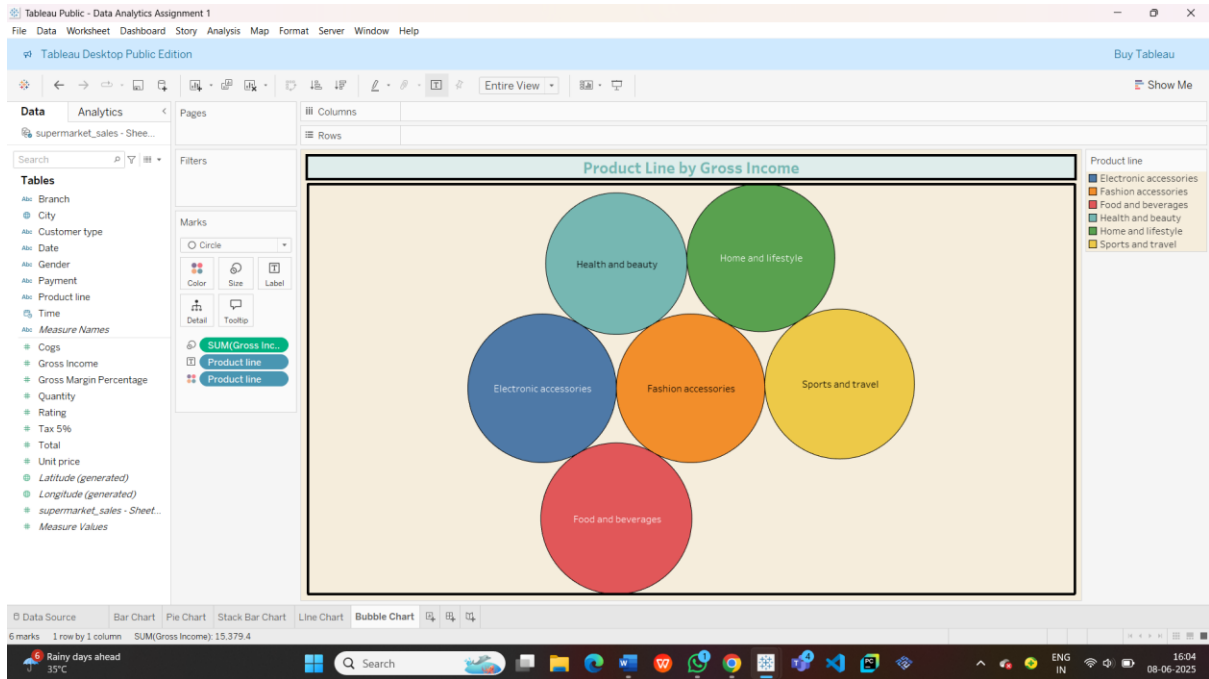 Tableau Public - Data Analytics Assignment 1
File Data Worksheet Dashboard Story Analysis Map Format Server Window Help
Tableau Desktop Public Edition Buy Tableau
Entire View Show Me
Data Analytics Pages Columns
supermarket_sales - Shee... Rows
Search Filters
Product Line by Gross Income
Product line
Electronic accessories
Fashion accessories
Food and beverages
Health and beauty
Home and lifestyle
Sports and travel
Tables
Abc Branch
City
Abc Customer type
Abc Date
Abc Gender
Abc Payment
Abc Product line
Time
Abc Measure Names
# Cogs
# Gross Income
# Gross Margin Percentage
# Quantity
# Rating
# Tax 5%
# Total
# Unit price
Latitude (generated)
Longitude (generated)
# supermarket_sales - Sheet...
# Measure Values
Marks
Circle
Color Size Label
Detail Tooltip
SUM(Gross Inc..
Product line
Product line
Health and beauty
Home and lifestyle
Electronic accessories
Fashion accessories
Sports and travel
Food and beverages
Data Source Bar Chart Pie Chart Stack Bar Chart LIne Chart Bubble Chart
6 marks 1 row by 1 column SUM(Gross Income): 15,379.4
6 Rainy days ahead
35°C
Search
ENG
IN
16:04
08-06-2025